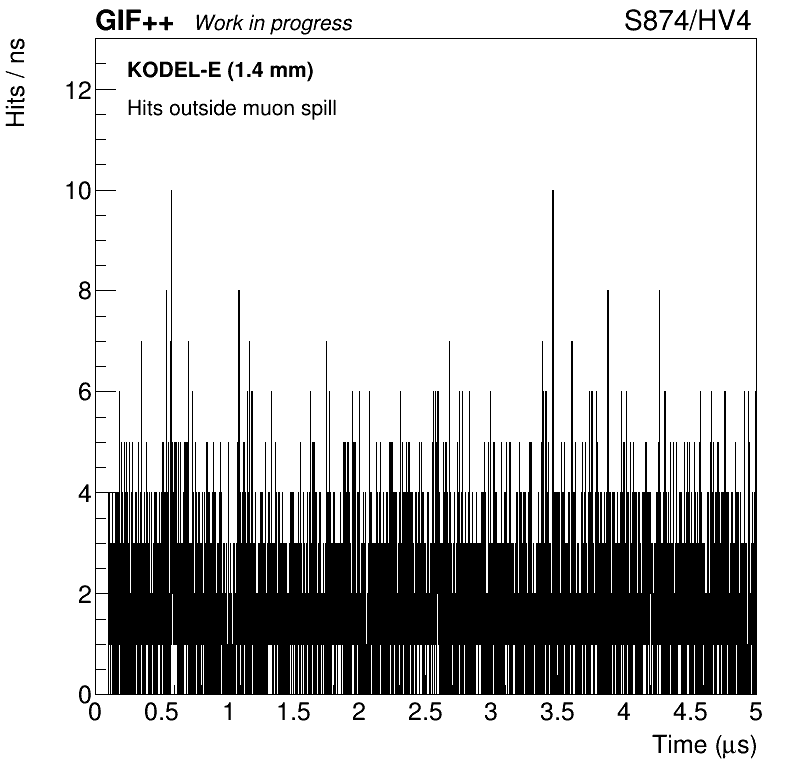 GIF++ Work in progress S874/HV4
Hits / ns
KODEL-E (1.4 mm)
Hits outside muon spill
12
10
8
6
4
2
0
0 0.5 1 1.5 2 2.5 3 3.5 4 4.5 5
Time (μs)